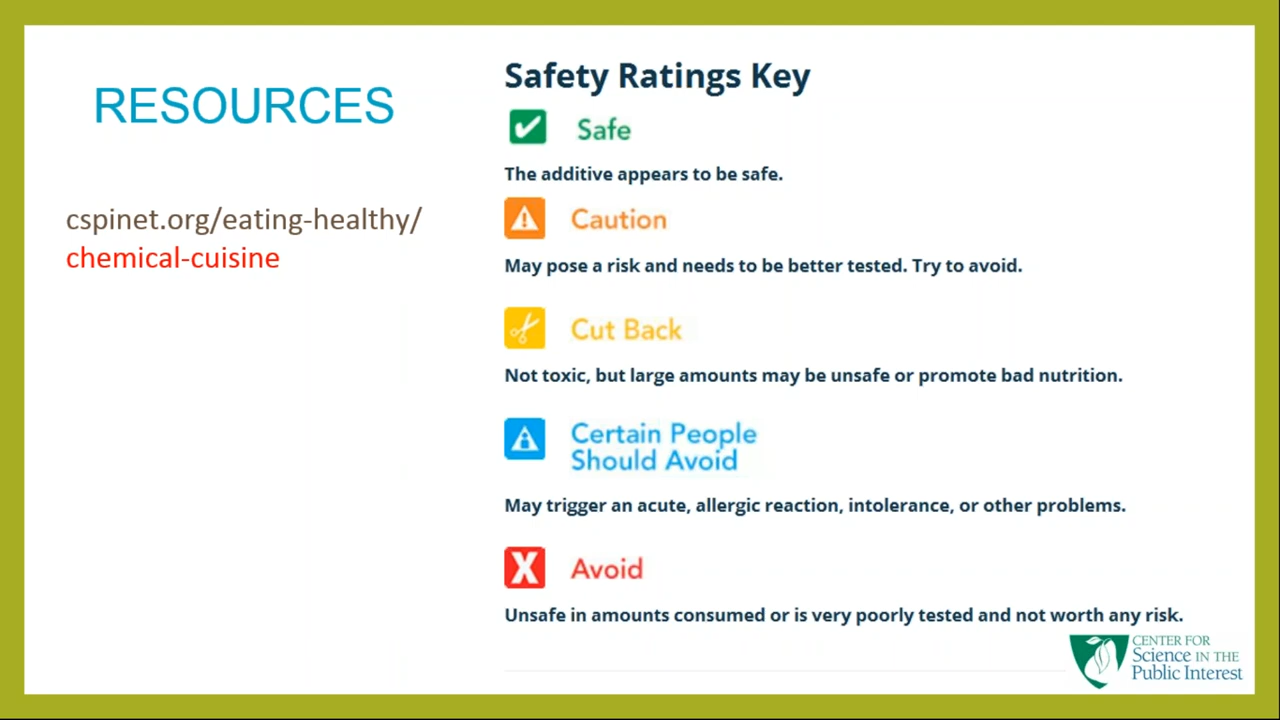 RESOURCES
cspinet.org/eating-healthy/
chemical-cuisine
Safety Ratings Key
Safe
The additive appears to be safe.
Caution
May pose a risk and needs to be better tested. Try to avoid.
Cut Back
Not toxic, but large amounts may be unsafe or promote bad nutrition.
Certain People
Should Avoid
May trigger an acute, allergic reaction, intolerance, or other problems.
X Avoid
Unsafe in amounts consumed or is very poorly tested and not worth any risk.
CENTER FOR
Science IN THE
Public Interest